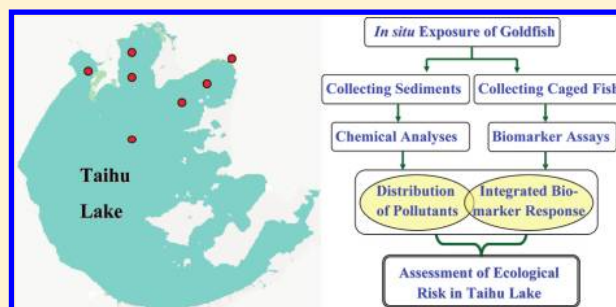 Taihu
Lake
In situ Exposure of Goldfish
Collecting Sediments
Collecting Caged Fish
Chemical Analyses
Biomarker Assays
Distribution
of Pollutants
Integrated Bio-
marker Response
Assessment of Ecological
Risk in Taihu Lake